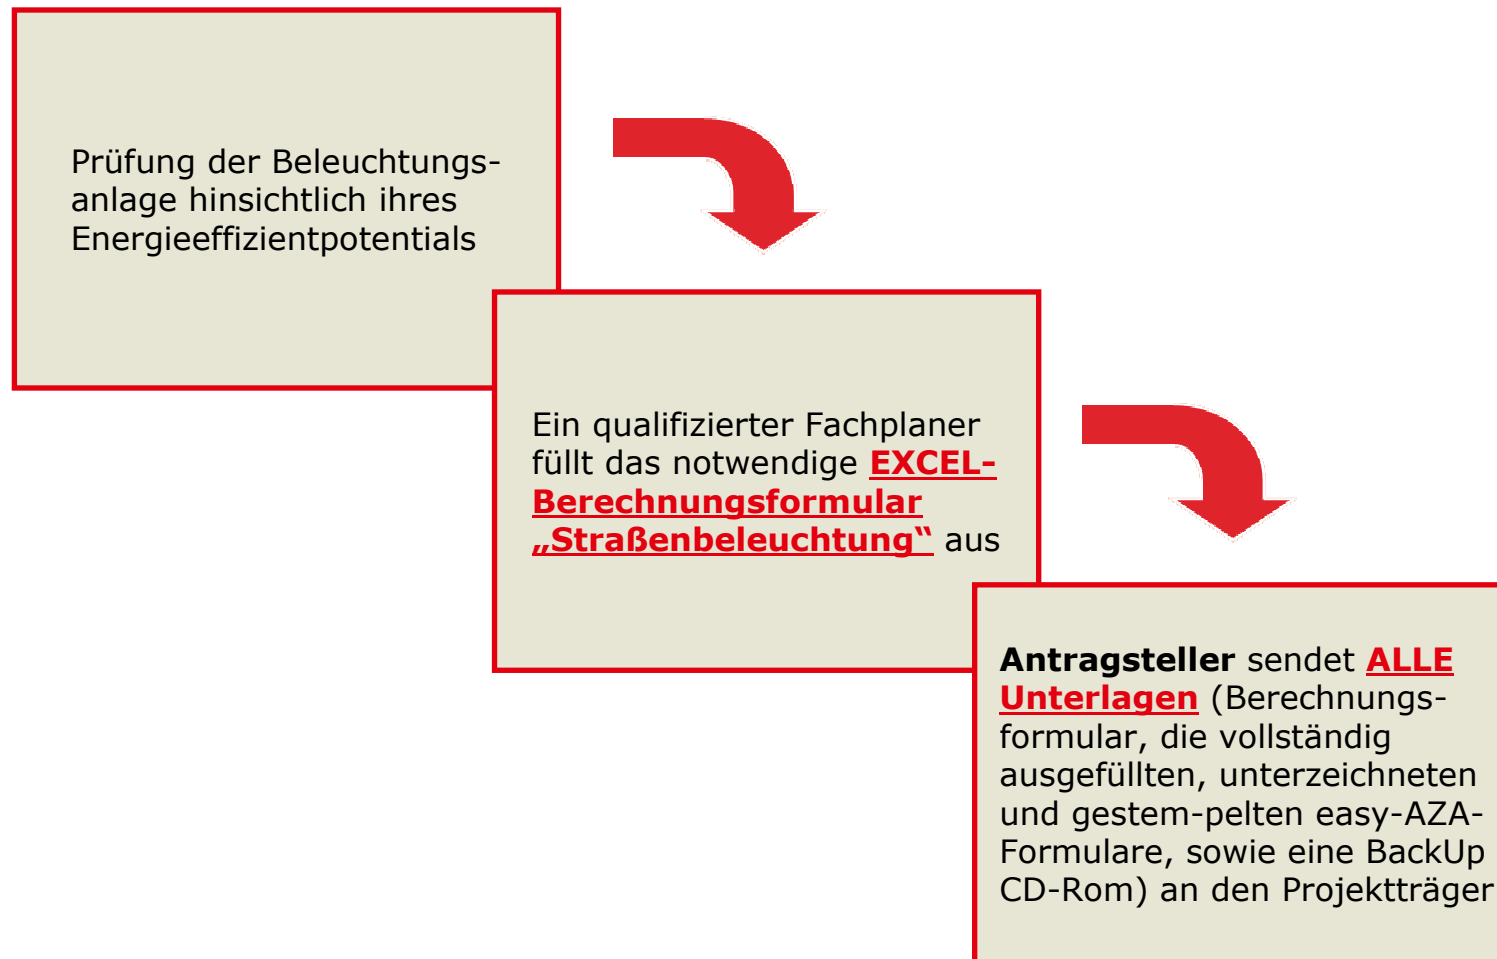 Prüfung der Beleuchtungs-
anlage hinsichtlich ihres
Energieeffizientpotentials
Ein qualifizierter Fachplaner
füllt das notwendige EXCEL-
Berechnungsformular
„Straßenbeleuchtung“ aus
Antragsteller sendet ALLE
Unterlagen (Berechnungs-
formular, die vollständig
ausgefüllten, unterzeichneten
und gestem-pelten easy-AZA-
Formulare, sowie eine BackUp
CD-Rom) an den Projektträger